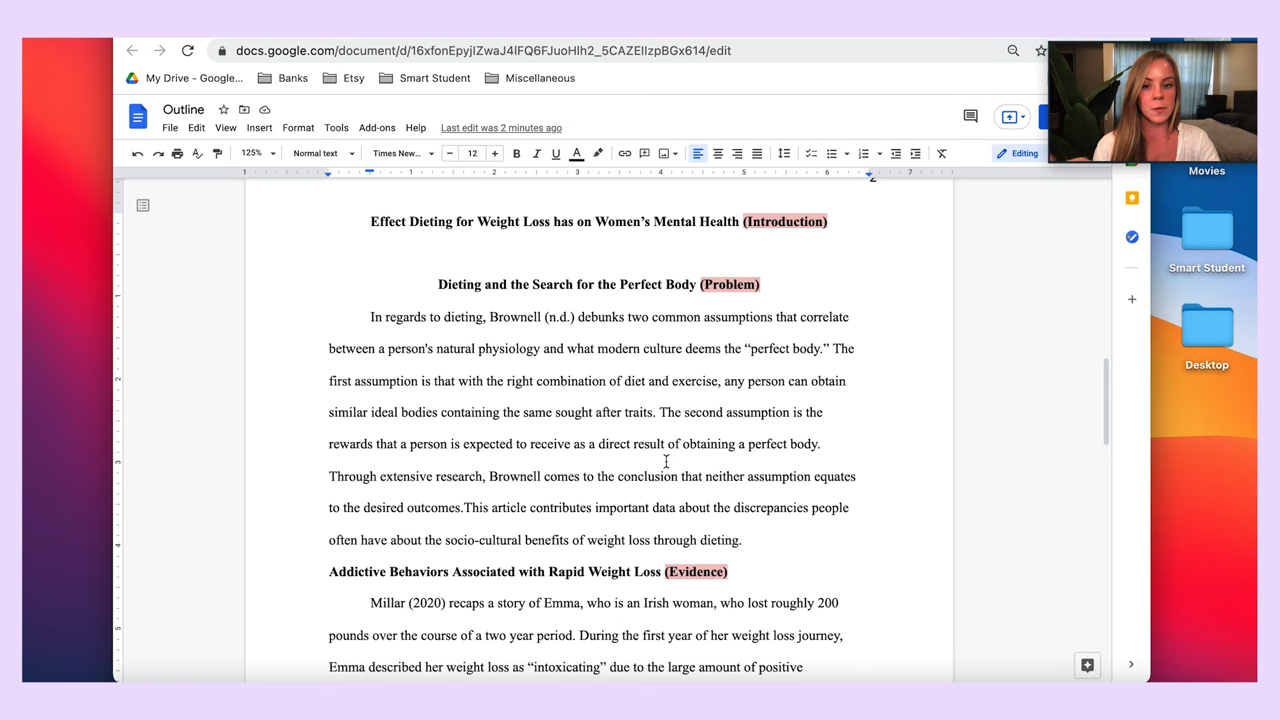 docs.google.com/document/d/16xfonEpyjlZwaJ4lFQ6FJuoHlh2_5CAZEIlzpBGx614/edit
My Drive - Google... Banks Etsy Smart Student Miscellaneous
Outline
File Edit View Insert Format Tools Add-ons Help Last edit was 2 minutes ago
125% Normal text Times New... - 12 + B I U A Editing
Movies
1 1 2 3 4 5 6 7
2
Effect Dieting for Weight Loss has on Women’s Mental Health (Introduction)
Smart Student
Dieting and the Search for the Perfect Body (Problem)
In regards to dieting, Brownell (n.d.) debunks two common assumptions that correlate
between a person's natural physiology and what modern culture deems the “perfect body.” The
Desktop
first assumption is that with the right combination of diet and exercise, any person can obtain
similar ideal bodies containing the same sought after traits. The second assumption is the
rewards that a person is expected to receive as a direct result of obtaining a perfect body.
Through extensive research, Brownell comes to the conclusion that neither assumption equates
to the desired outcomes.This article contributes important data about the discrepancies people
often have about the socio-cultural benefits of weight loss through dieting.
Addictive Behaviors Associated with Rapid Weight Loss (Evidence)
Millar (2020) recaps a story of Emma, who is an Irish woman, who lost roughly 200
pounds over the course of a two year period. During the first year of her weight loss journey,
Emma described her weight loss as “intoxicating” due to the large amount of positive